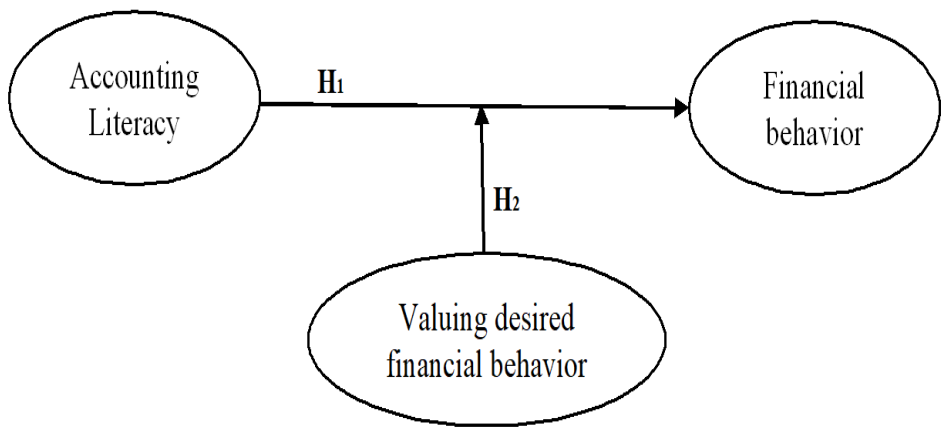 Accounting
Literacy
H1
Financial
behavior
H2
Valuing desired
financial behavior